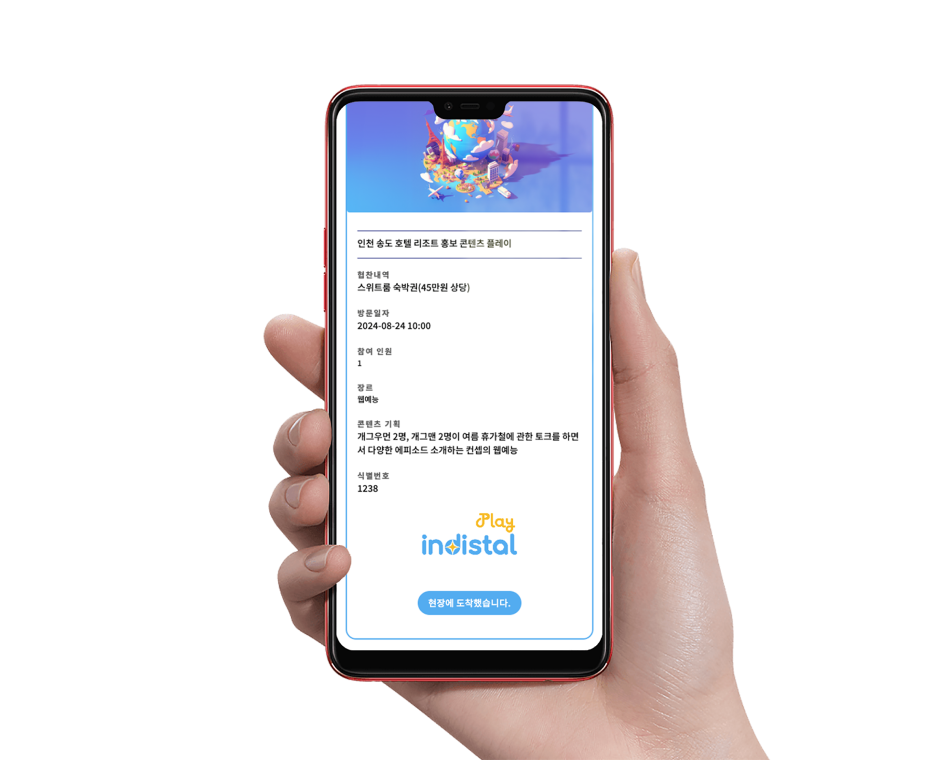 인천 송도 호텔 리조트 홍보 콘텐츠 플레이
협찬내역
스위트룸 숙박권(45만원 상당)
방문일자
2024-08-24 10:00
참여 인원
1
장르
웹예능
콘텐츠 기획
개그우먼 2명, 개그맨 2명이 여름 휴가철에 관한 토크를 하면
서 다양한 에피소드 소개하는 컨셉의 웹예능
식별번호
1238
Play
indistal
현장에 도착했습니다.